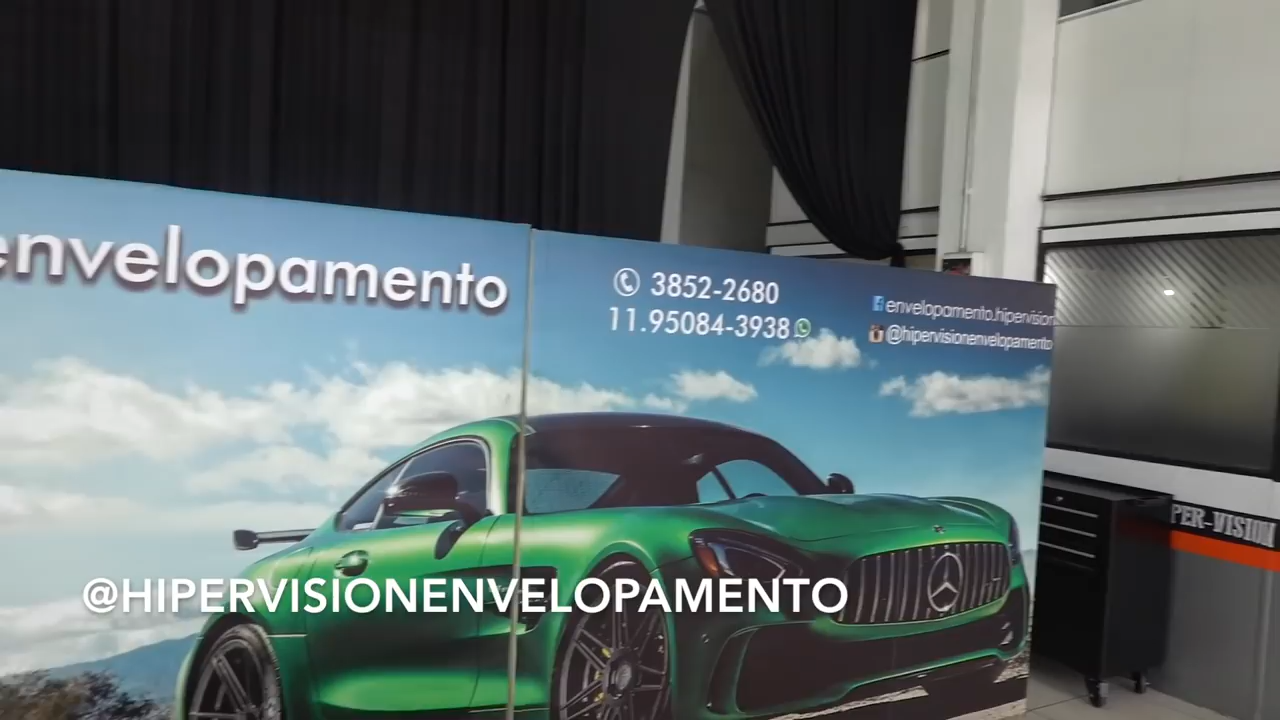 envelopamento
3852-2680
11.95084-3938
envelopamento.hipervision
@hipervisionenvelopamento
PER-VISION
@HIPERVISIONENVELOPAMENTO